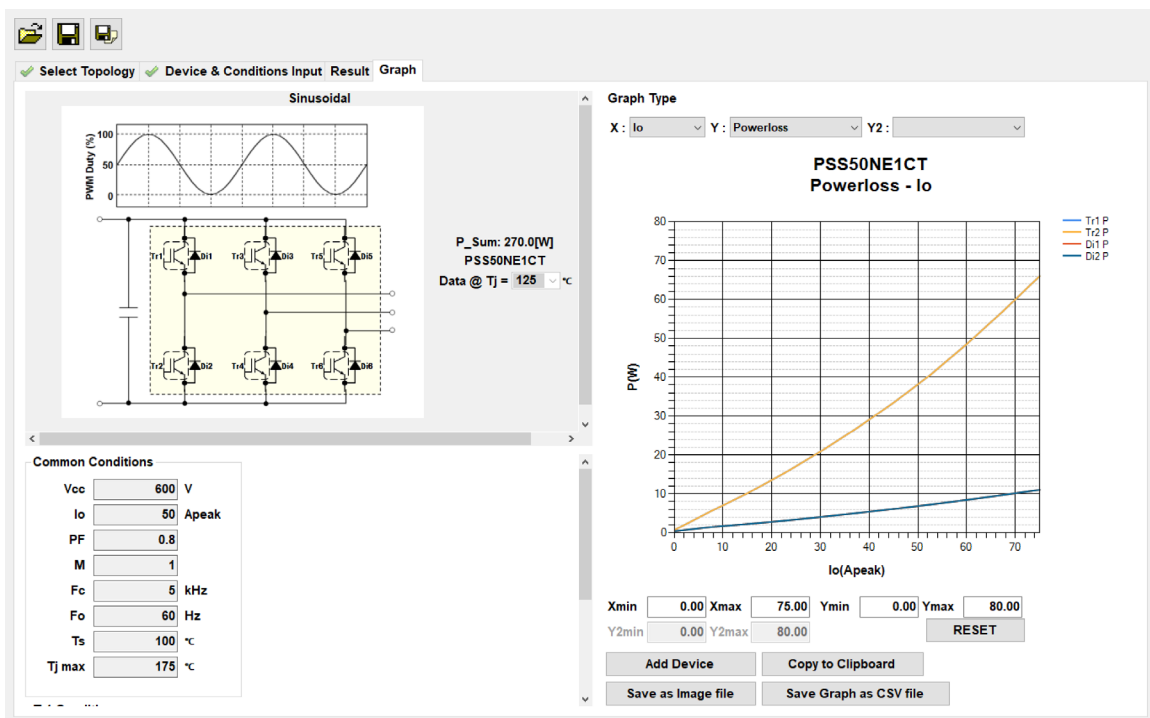 Select Topology Device & Conditions Input Result Graph
Sinusoidal
PWM Duty (%)
100
50
0
Tr1 Di1 Tr3 Di3 Tr5 Di5
Tr2 Di2 Tr4 Di4 Tr6 Di6
P_Sum: 270.0[W]
PSS50NE1CT
Data @ Tj = 125 ℃
Common Conditions
Vcc 600 V
Io 50 Apeak
PF 0.8
M 1
Fc 5 kHz
Fo 60 Hz
Ts 100 ℃
Tj max 175 ℃
Graph Type
X : Io Y : Powerloss Y2 :
PSS50NE1CT
Powerloss - Io
Tr1 P
Tr2 P
Di1 P
Di2 P
P(W)
80
70
60
50
40
30
20
10
0
0 10 20 30 40 50 60 70
Io(Apeak)
Xmin 0.00 Xmax 75.00 Ymin 0.00 Ymax 80.00
Y2min 0.00 Y2max 80.00 RESET
Add Device Copy to Clipboard
Save as Image file Save Graph as CSV file